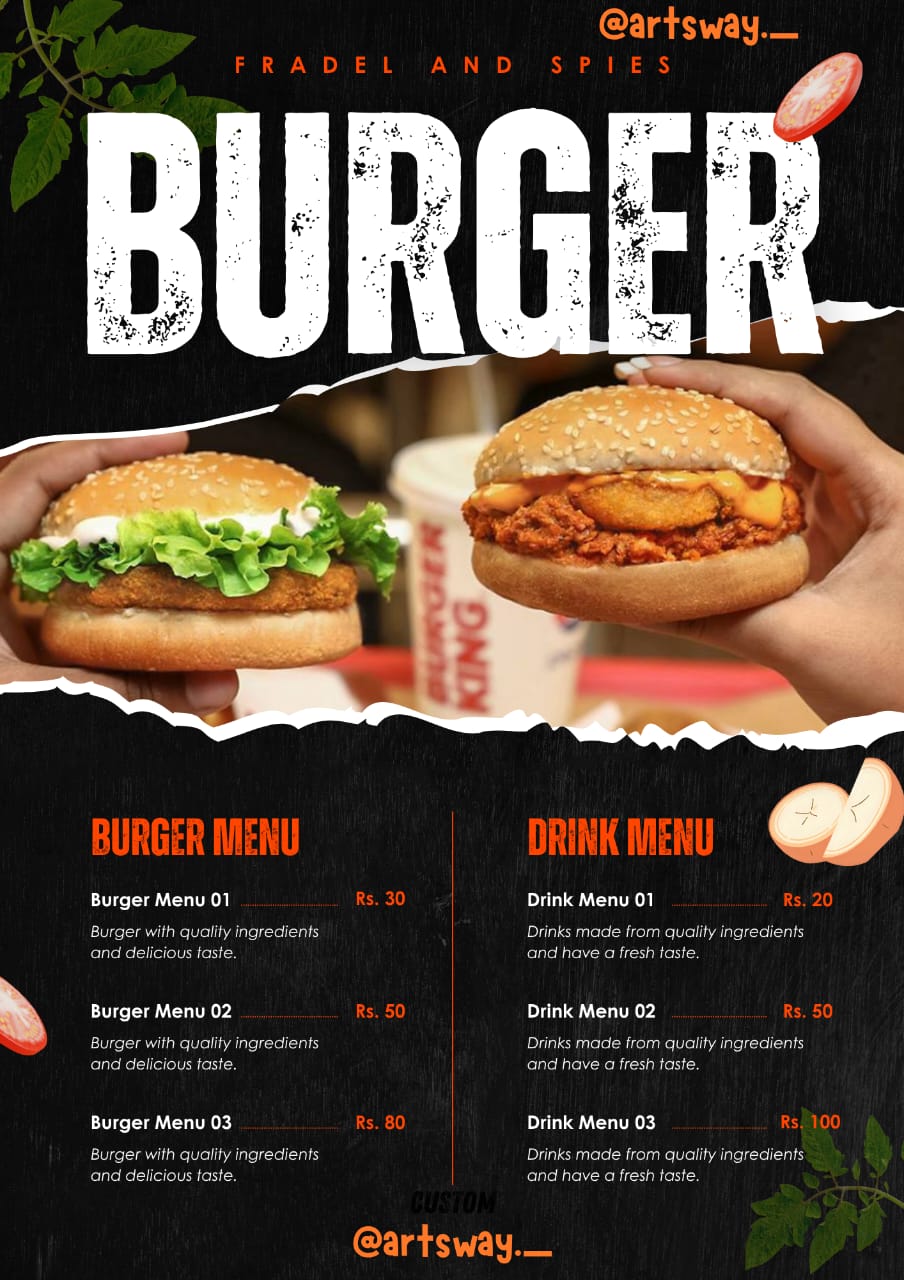 @artsway._
FRADEL AND SPIES
BURGER
BURGER
KING
BURGER MENU
Burger Menu 01 Rs. 30
Burger with quality ingredients
and delicious taste.
Burger Menu 02 Rs. 50
Burger with quality ingredients
and delicious taste.
Burger Menu 03 Rs. 80
Burger with quality ingredients
and delicious taste.
DRINK MENU
Drink Menu 01 Rs. 20
Drinks made from quality ingredients
and have a fresh taste.
Drink Menu 02 Rs. 50
Drinks made from quality ingredients
and have a fresh taste.
Drink Menu 03 Rs. 100
Drinks made from quality ingredients
and have a fresh taste.
CUSTOM
@artsway._